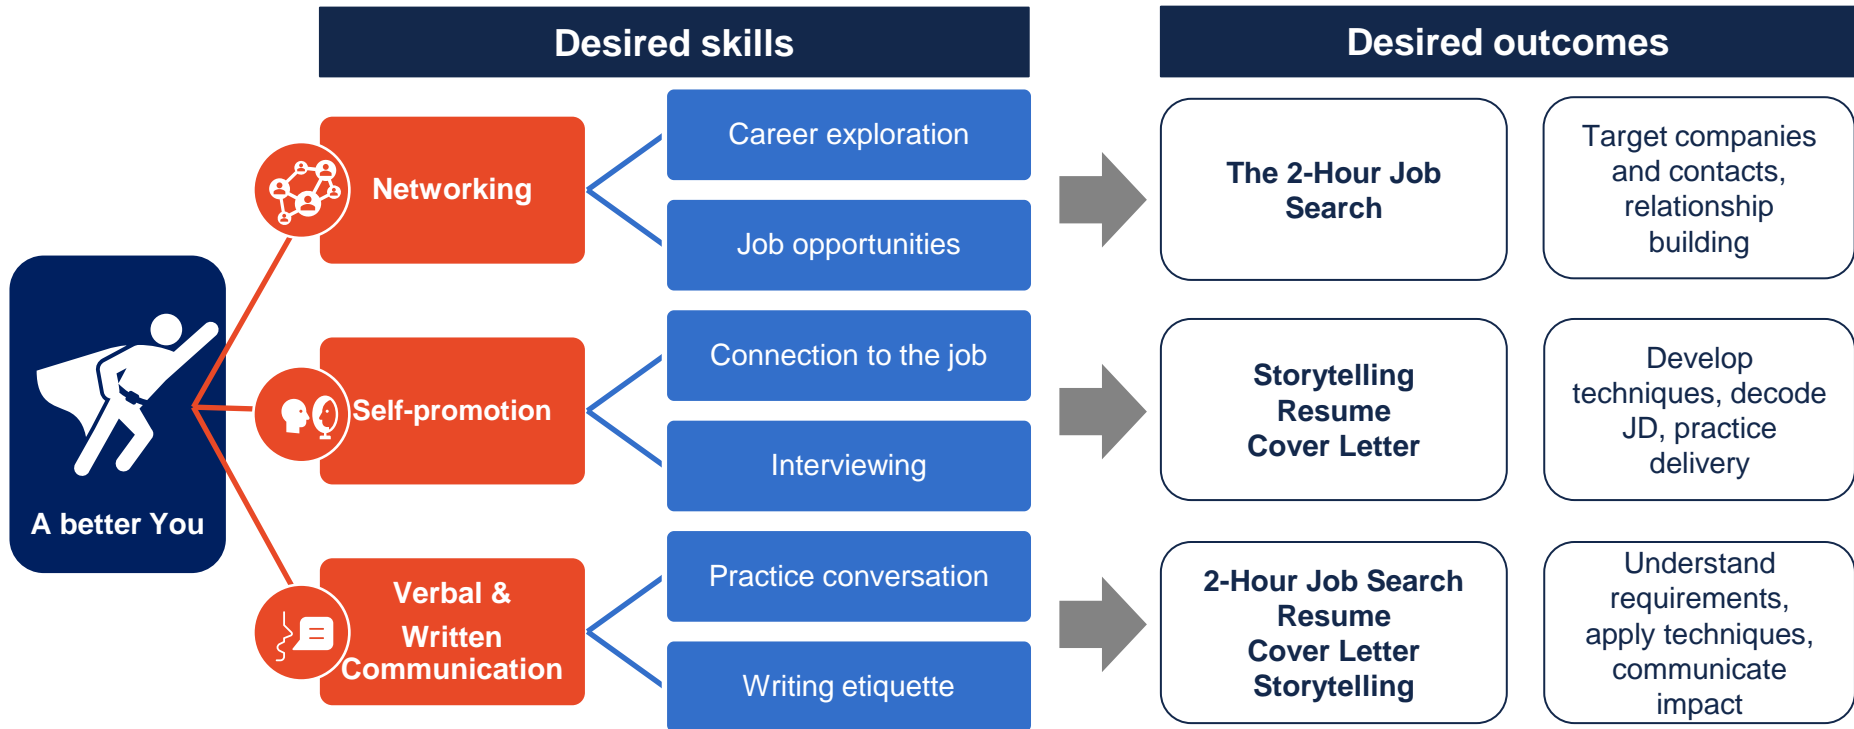 Desired skills
Desired outcomes
A better You
Networking
Career exploration
Job opportunities
The 2-Hour Job
Search
Target companies
and contacts,
relationship
building
Self-promotion
Connection to the job
Interviewing
Storytelling
Resume
Cover Letter
Develop
techniques, decode
JD, practice
delivery
Verbal &
Written
Communication
Practice conversation
Writing etiquette
2-Hour Job Search
Resume
Cover Letter
Storytelling
Understand
requirements,
apply techniques,
communicate
impact